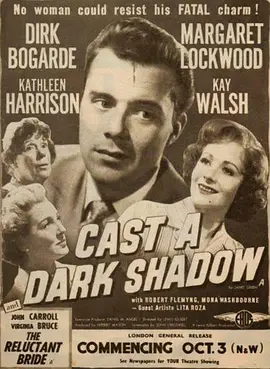 No woman could resist his FATAL charm!
DIRK
BOGARDE
MARGARET
LOCKWOOD
KATHLEEN
HARRISON
KAY
WALSH
CAST A
DARK SHADOW
A
with ROBERT FLEMYNG, MONA WASHBOURNE
Guest Artiste LITA ROZA
and
JOHN CARROLL
VIRGINIA BRUCE
THE
RELUCTANT
BRIDE A
LONDON GENERAL RELEASE
COMMENCING OCT. 3 (N&W)
See Newspapers for YOUR Theatre Showing